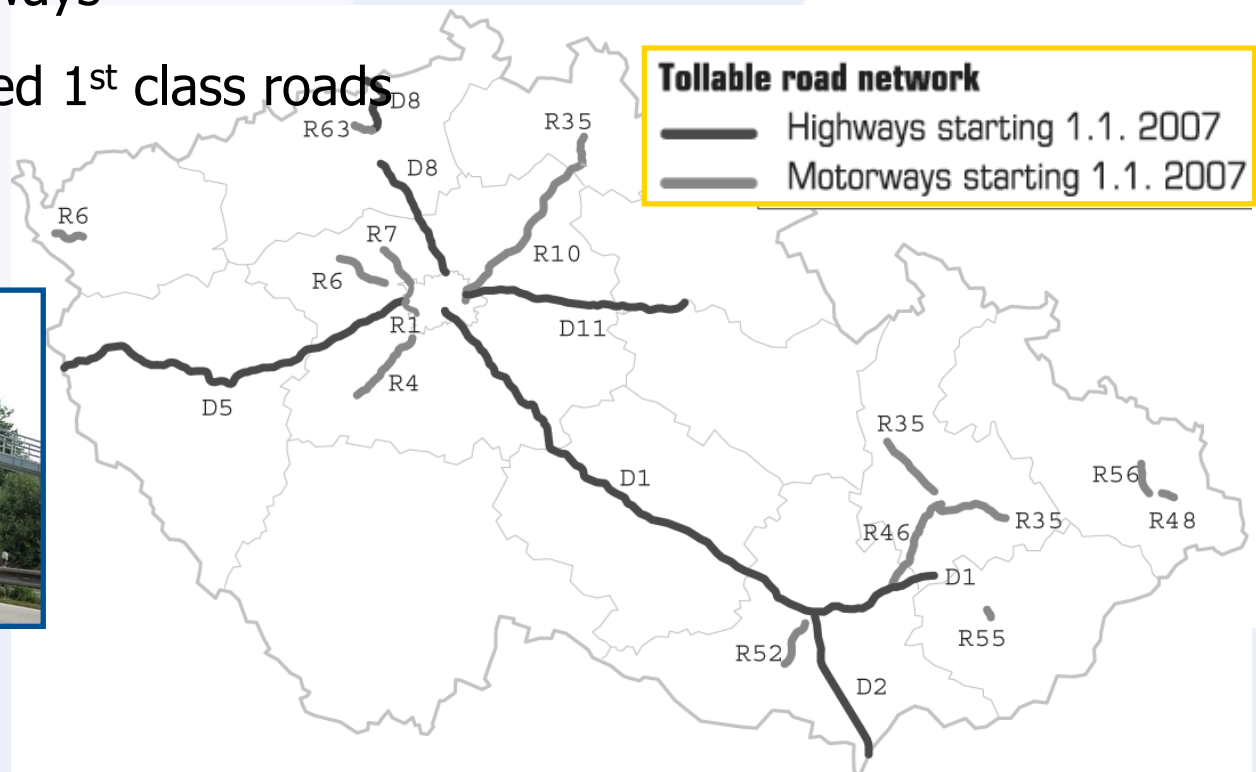 ways
ed 1st class roads
Tollable road network
Highways starting 1.1. 2007
Motorways starting 1.1. 2007
D8
R63
R35
D8
R6
R7
R10
R6
R1
D11
R4
D5
R35
D1
R56
R48
R46
R35
D1
R55
R52
D2